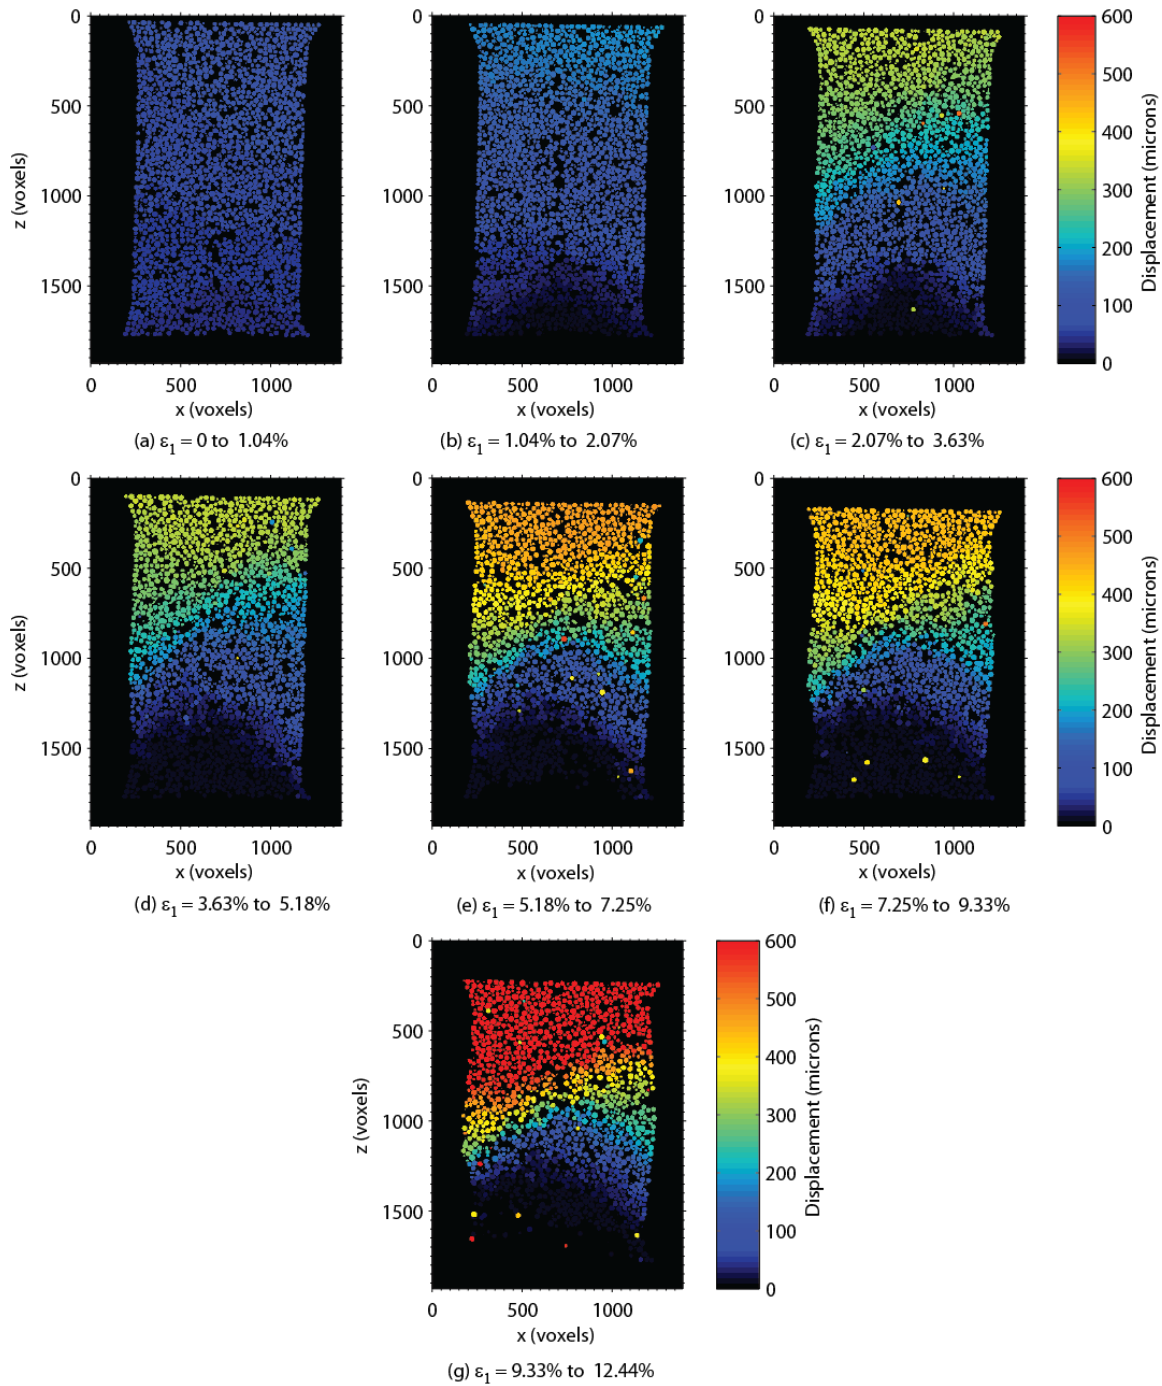 0
500
1000
1500
z (voxels)
0 500 1000
x (voxels)
(a) ε1 = 0 to 1.04%
0
500
1000
1500
0 500 1000
x (voxels)
(b) ε1 = 1.04% to 2.07%
0
500
1000
1500
0 500 1000
x (voxels)
(c) ε1 = 2.07% to 3.63%
600
500
400
300
200
100
0
Displacement (microns)
0
500
1000
1500
z (voxels)
0 500 1000
x (voxels)
(d) ε1 = 3.63% to 5.18%
0
500
1000
1500
0 500 1000
x (voxels)
(e) ε1 = 5.18% to 7.25%
0
500
1000
1500
0 500 1000
x (voxels)
(f) ε1 = 7.25% to 9.33%
600
500
400
300
200
100
0
Displacement (microns)
0
500
1000
1500
z (voxels)
0 500 1000
x (voxels)
(g) ε1 = 9.33% to 12.44%
600
500
400
300
200
100
0
Displacement (microns)